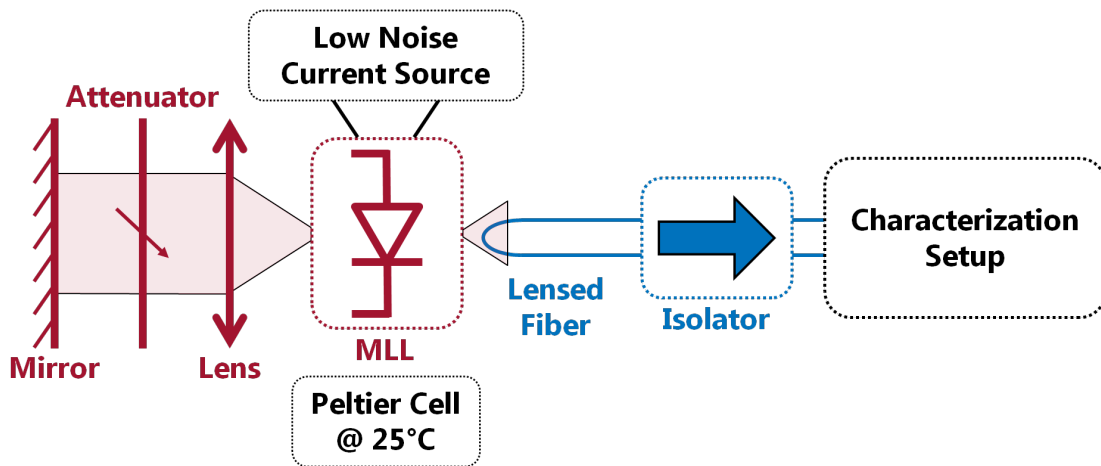 Low Noise
Current Source
Attenuator
Mirror
Lens
MLL
Peltier Cell
@ 25°C
Lensed
Fiber
Isolator
Characterization
Setup